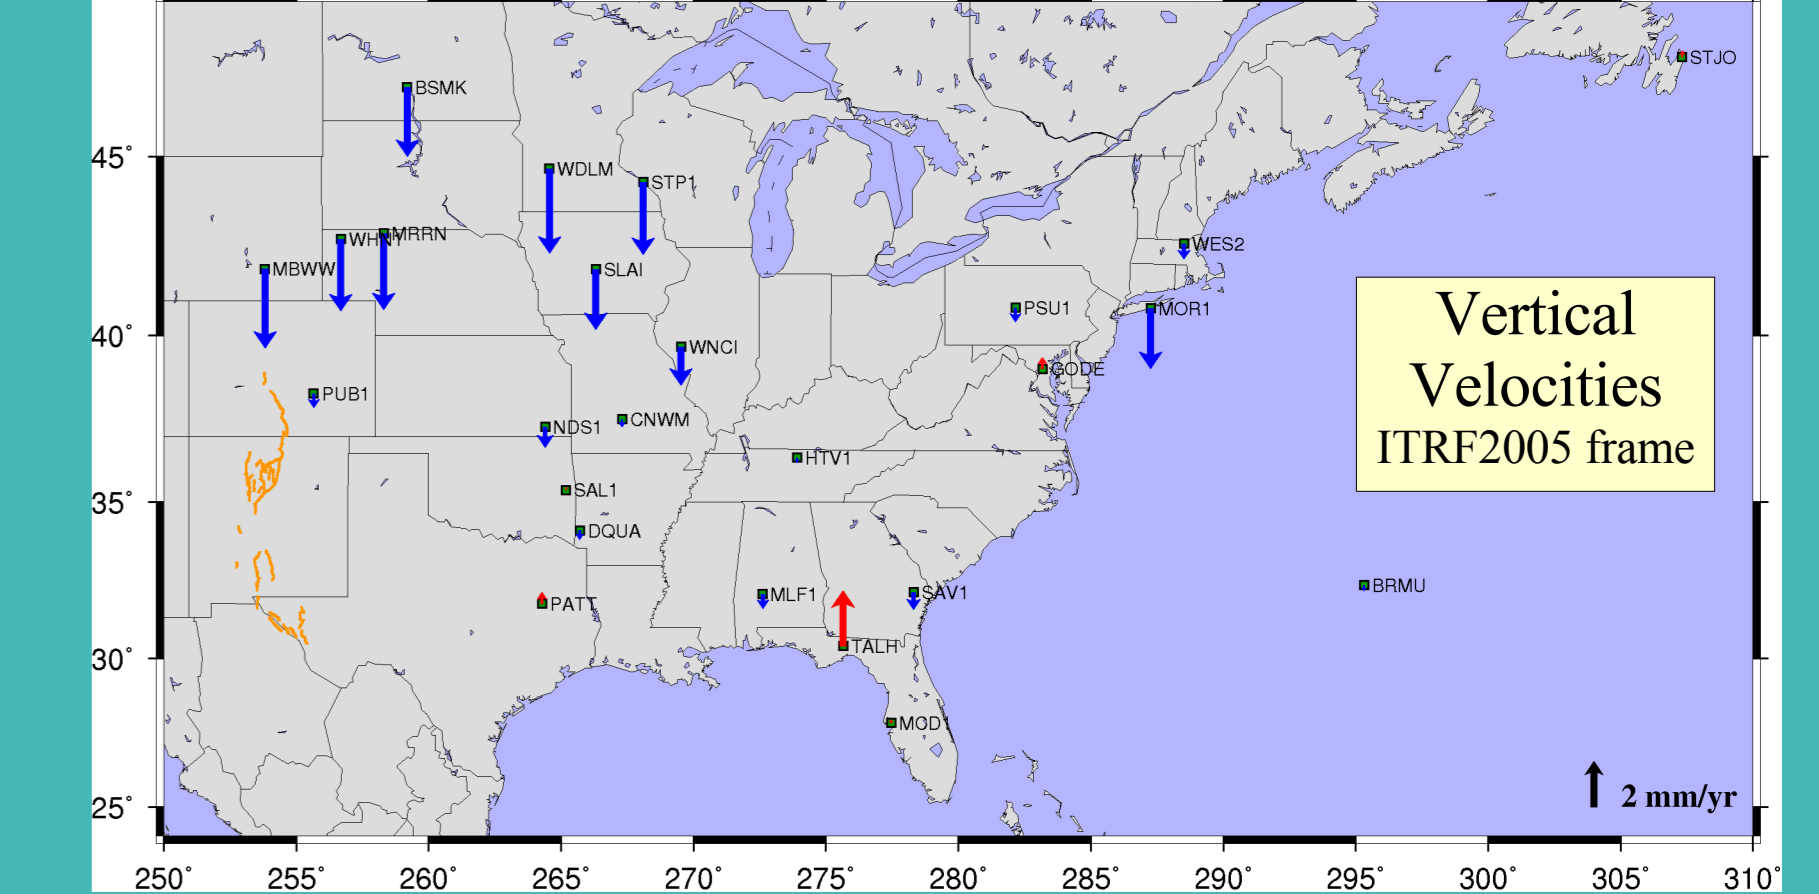 STJO
BSMK
45°
WDLM
STP1
WHNY
MRRN
WES2
MBWW
SLAI
Vertical
Velocities
ITRF2005 frame
PSU1
MOR1
40°
WNCI
GODE
PUB1
NDS1
CNWM
HTV1
SAL1
35°
DQUA
BRMU
MLF1
SAV1
PATT
TALH
30°
MCD1
2 mm/yr
25°
250° 255° 260° 265° 270° 275° 280° 285° 290° 295° 300° 305° 310°